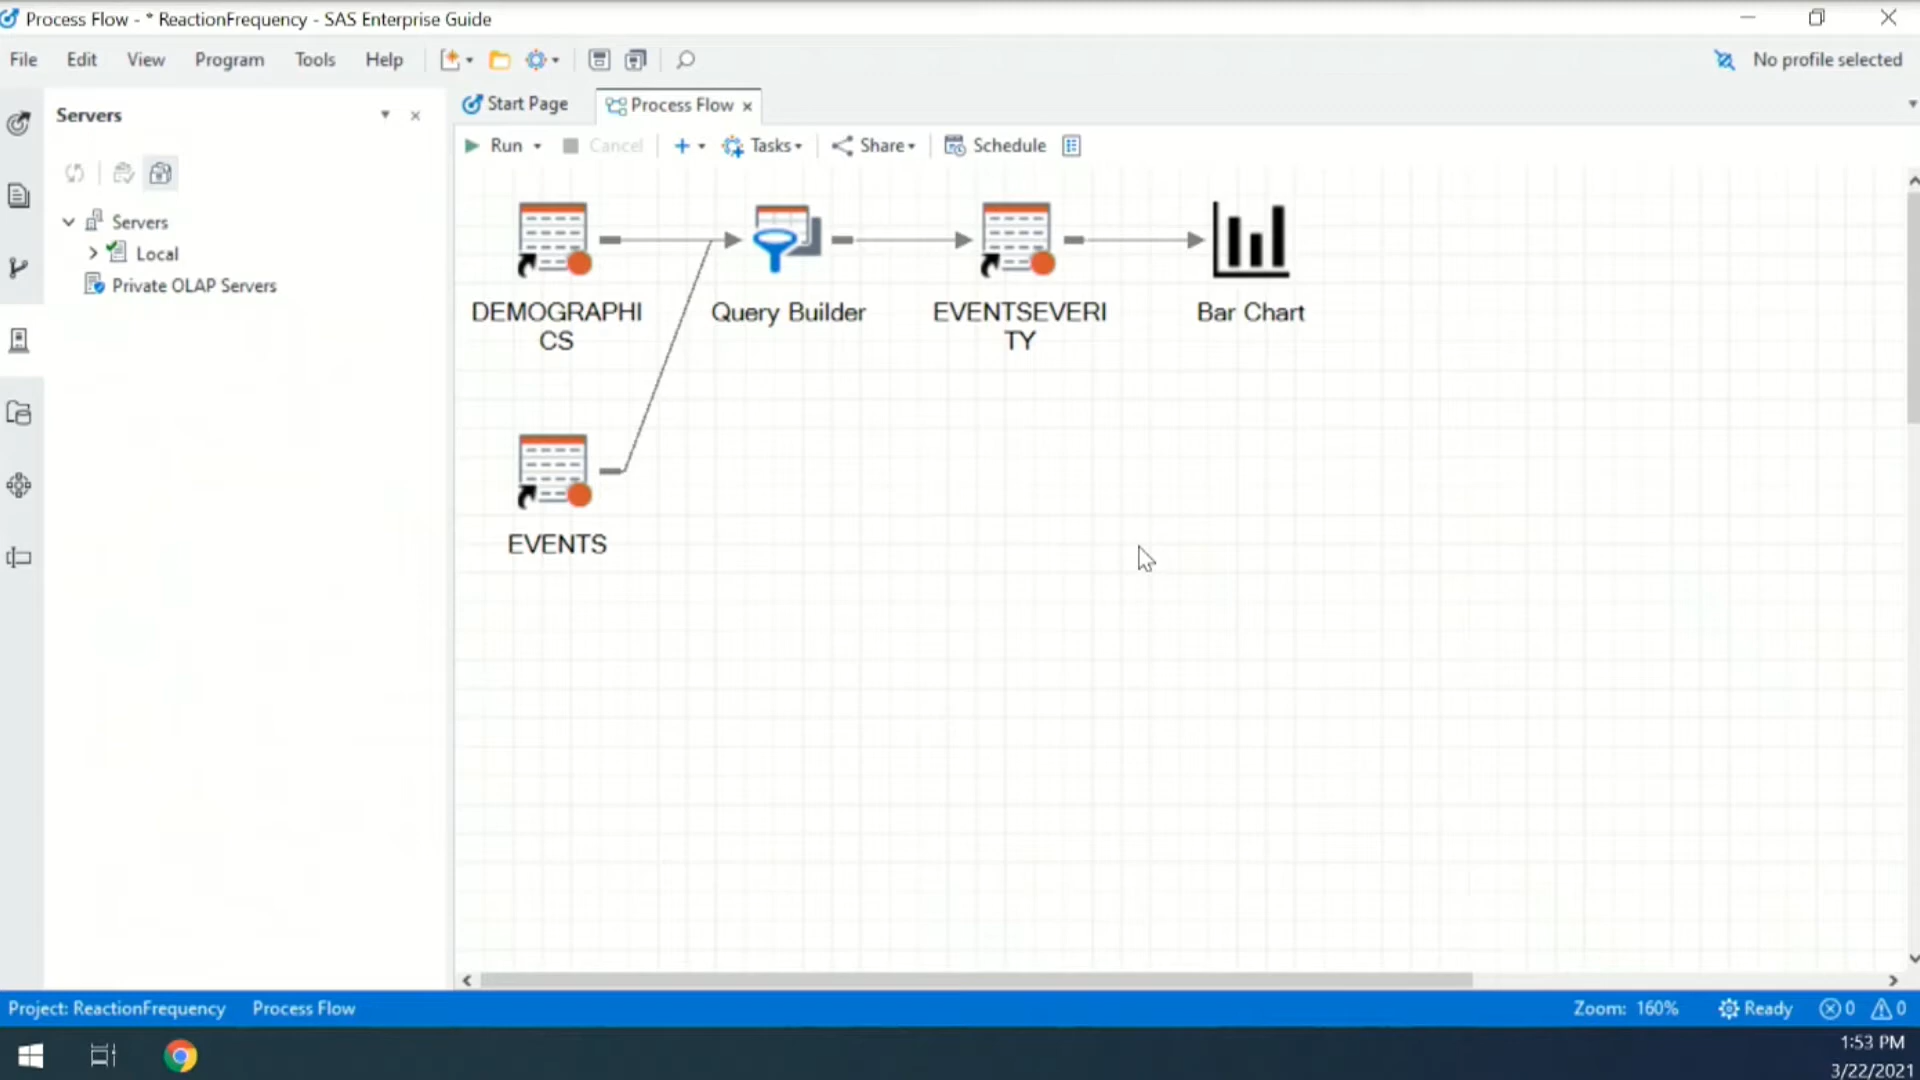 Process Flow - * ReactionFrequency - SAS Enterprise Guide
File Edit View Program Tools Help
No profile selected
Servers
Start Page
Process Flow
Run
Cancel
Tasks
Share
Schedule
Servers
Local
Private OLAP Servers
DEMOGRAPHI
CS
Query Builder
EVENTSEVERI
TY
Bar Chart
EVENTS
Project: ReactionFrequency
Process Flow
Zoom: 160%
Ready
0
0
1:53 PM
3/22/2021